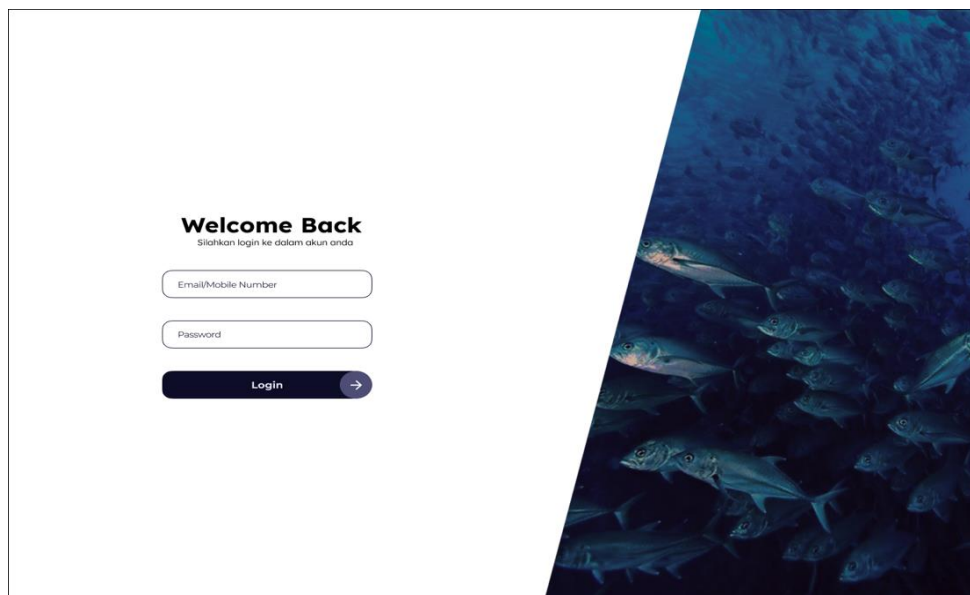 Welcome Back
Silahkan login ke dalam akun anda
Email/Mobile Number
Password
Login